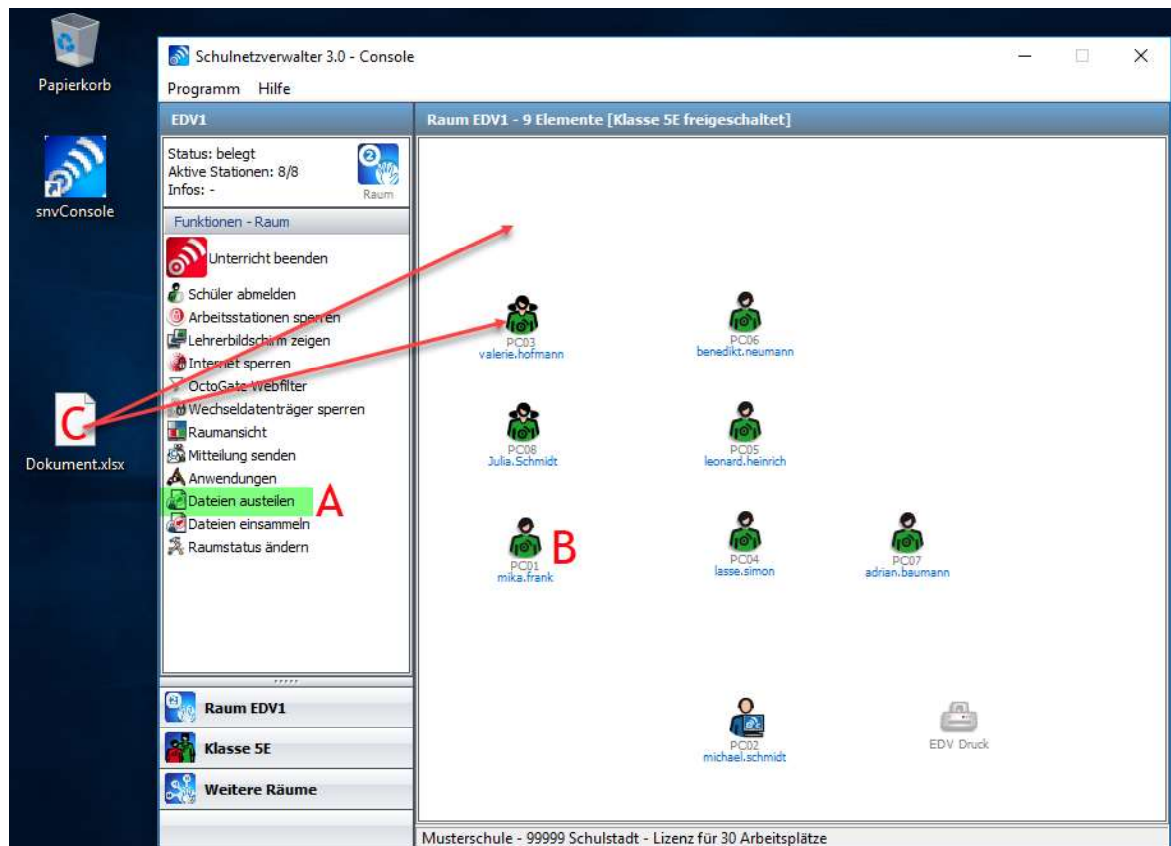 Papierkorb
snvConsole
C
Dokument.xlsx
Schulnetzverwalter 3.0 - Console
Programm Hilfe
EDV1
Status: belegt
Aktive Stationen: 8/8
Infos: -
Raum
Funktionen - Raum
Unterricht beenden
Schüler abmelden
Arbeitsstationen sperren
Lehrerbildschirm zeigen
Internet sperren
OctoGate Webfilter
Wechseldatenträger sperren
Raumansicht
Mitteilung senden
Anwendungen
Dateien austeilen A
Dateien einsammeln
Raumstatus ändern
Raum EDV1
Klasse 5E
Weitere Räume
Raum EDV1 - 9 Elemente [Klasse 5E freigeschaltet]
PC03
valerie.hofmann
PC06
benedikt.neumann
PC08
Julia.Schmidt
PC05
leonard.heinrich
B
PC01
mika.frank
PC04
lasse.simon
PC07
adrian.baumann
PC02
michael.schmidt
EDV Druck
Musterschule - 99999 Schulstadt - Lizenz für 30 Arbeitsplätze